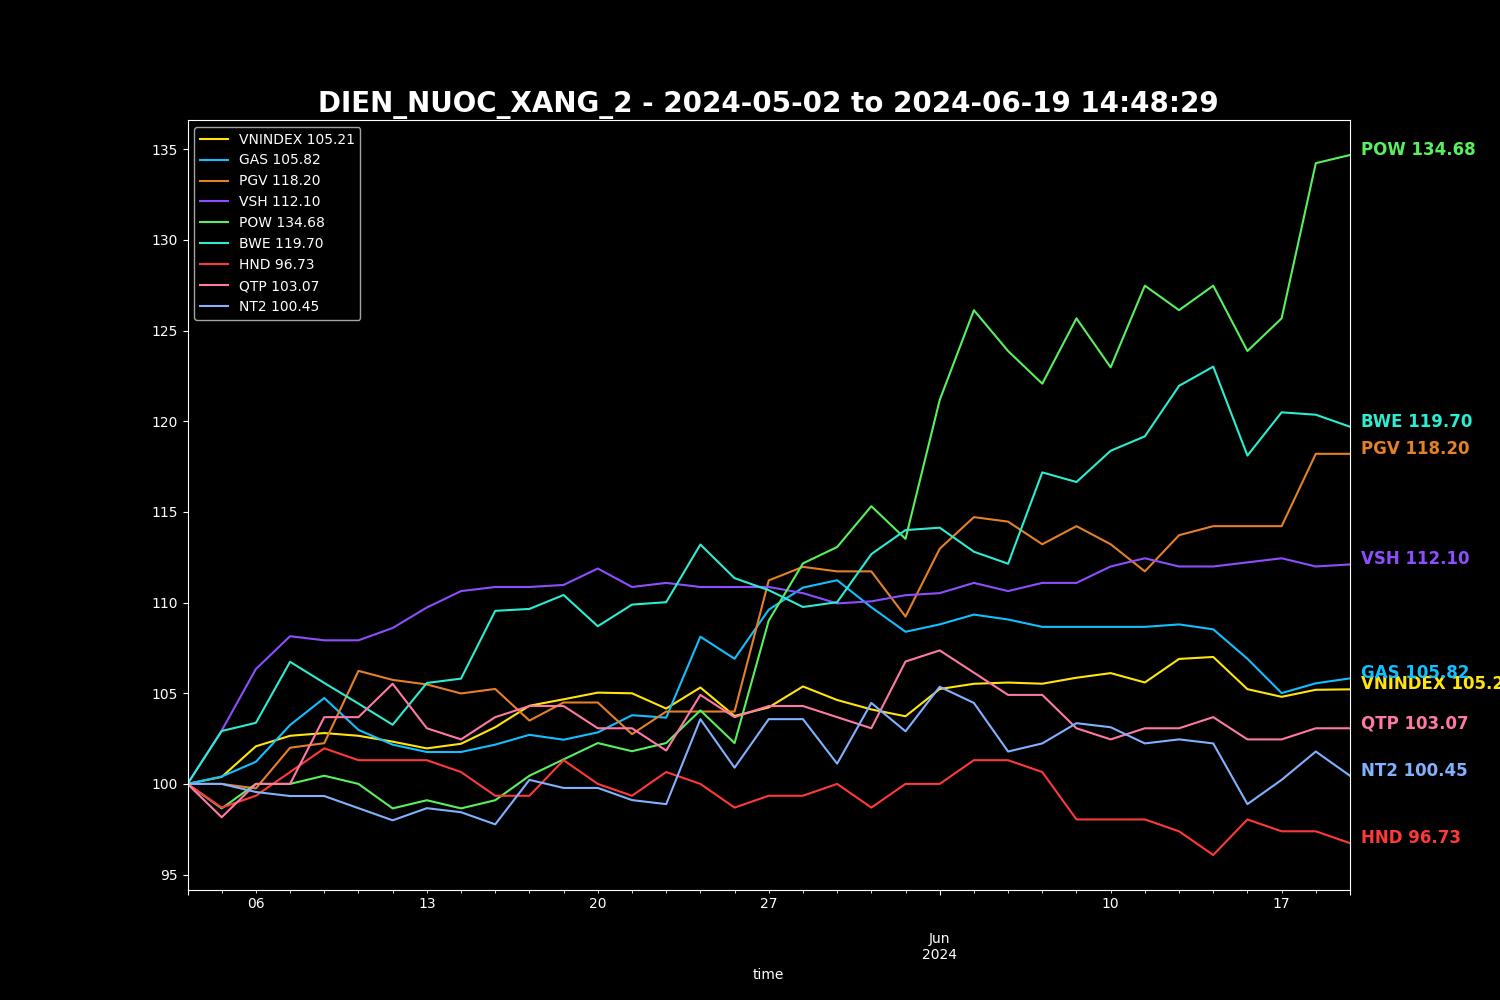 DIEN_NUOC_XANG_2 - 2024-05-02 to 2024-06-19 14:48:29
VNINDEX 105.21
GAS 105.82
PGV 118.20
VSH 112.10
POW 134.68
BWE 119.70
HND 96.73
QTP 103.07
NT2 100.45
135
130
125
120
115
110
105
100
95
POW 134.68
BWE 119.70
PGV 118.20
VSH 112.10
GAS 105.82
VNINDEX 105.2
QTP 103.07
NT2 100.45
HND 96.73
06 13 20 27 10 17
Jun
2024
time